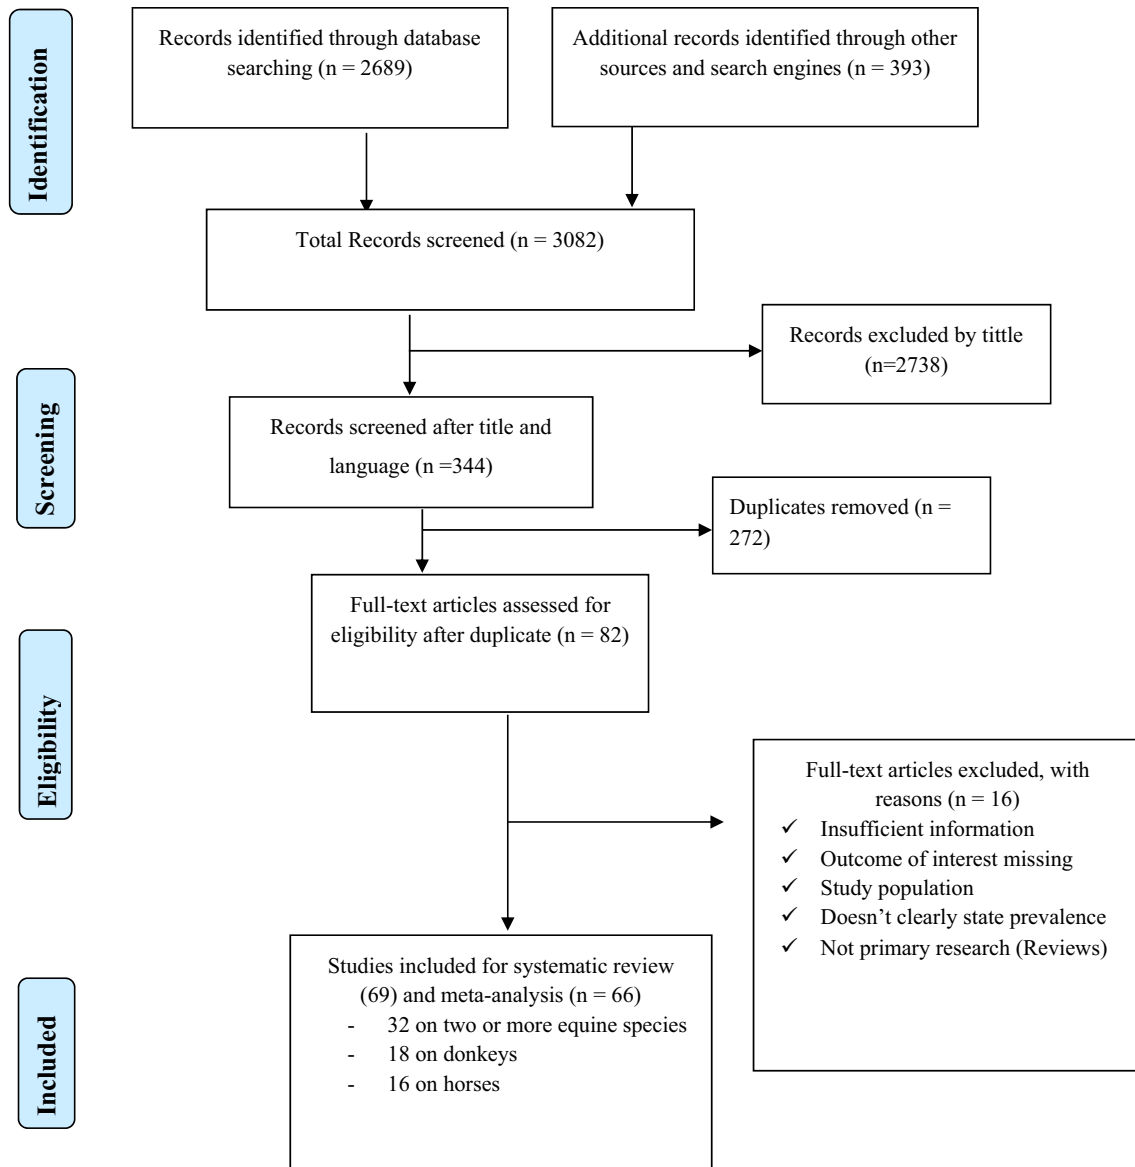 Identification
Records identified through database
searching (n = 2689)
Additional records identified through other
sources and search engines (n = 393)
Total Records screened (n = 3082)
Records excluded by tittle
(n=2738)
Screening
Records screened after title and
language (n =344)
Duplicates removed (n =
272)
Full-text articles assessed for
eligibility after duplicate (n = 82)
Eligibility
Full-text articles excluded, with
reasons (n = 16)
✓ Insufficient information
✓ Outcome of interest missing
✓ Study population
✓ Doesn’t clearly state prevalence
✓ Not primary research (Reviews)
Included
Studies included for systematic review
(69) and meta-analysis (n = 66)
- 32 on two or more equine species
- 18 on donkeys
- 16 on horses